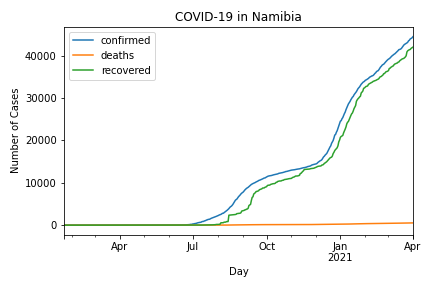 COVID-19 in Namibia
confirmed
deaths
recovered
Number of Cases
40000
30000
20000
10000
0
Apr
Jul
Oct
Jan
2021
Apr
Day